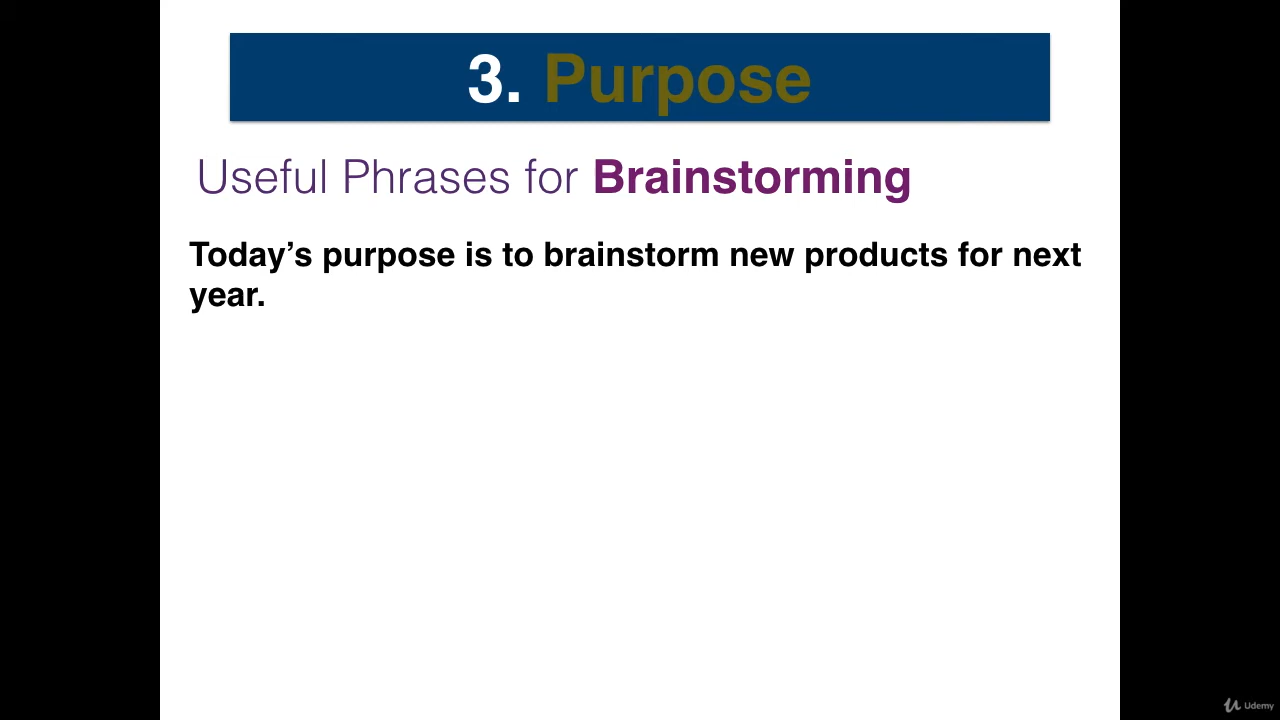 3. Purpose
Useful Phrases for Brainstorming
Today’s purpose is to brainstorm new products for next
year.
Udemy